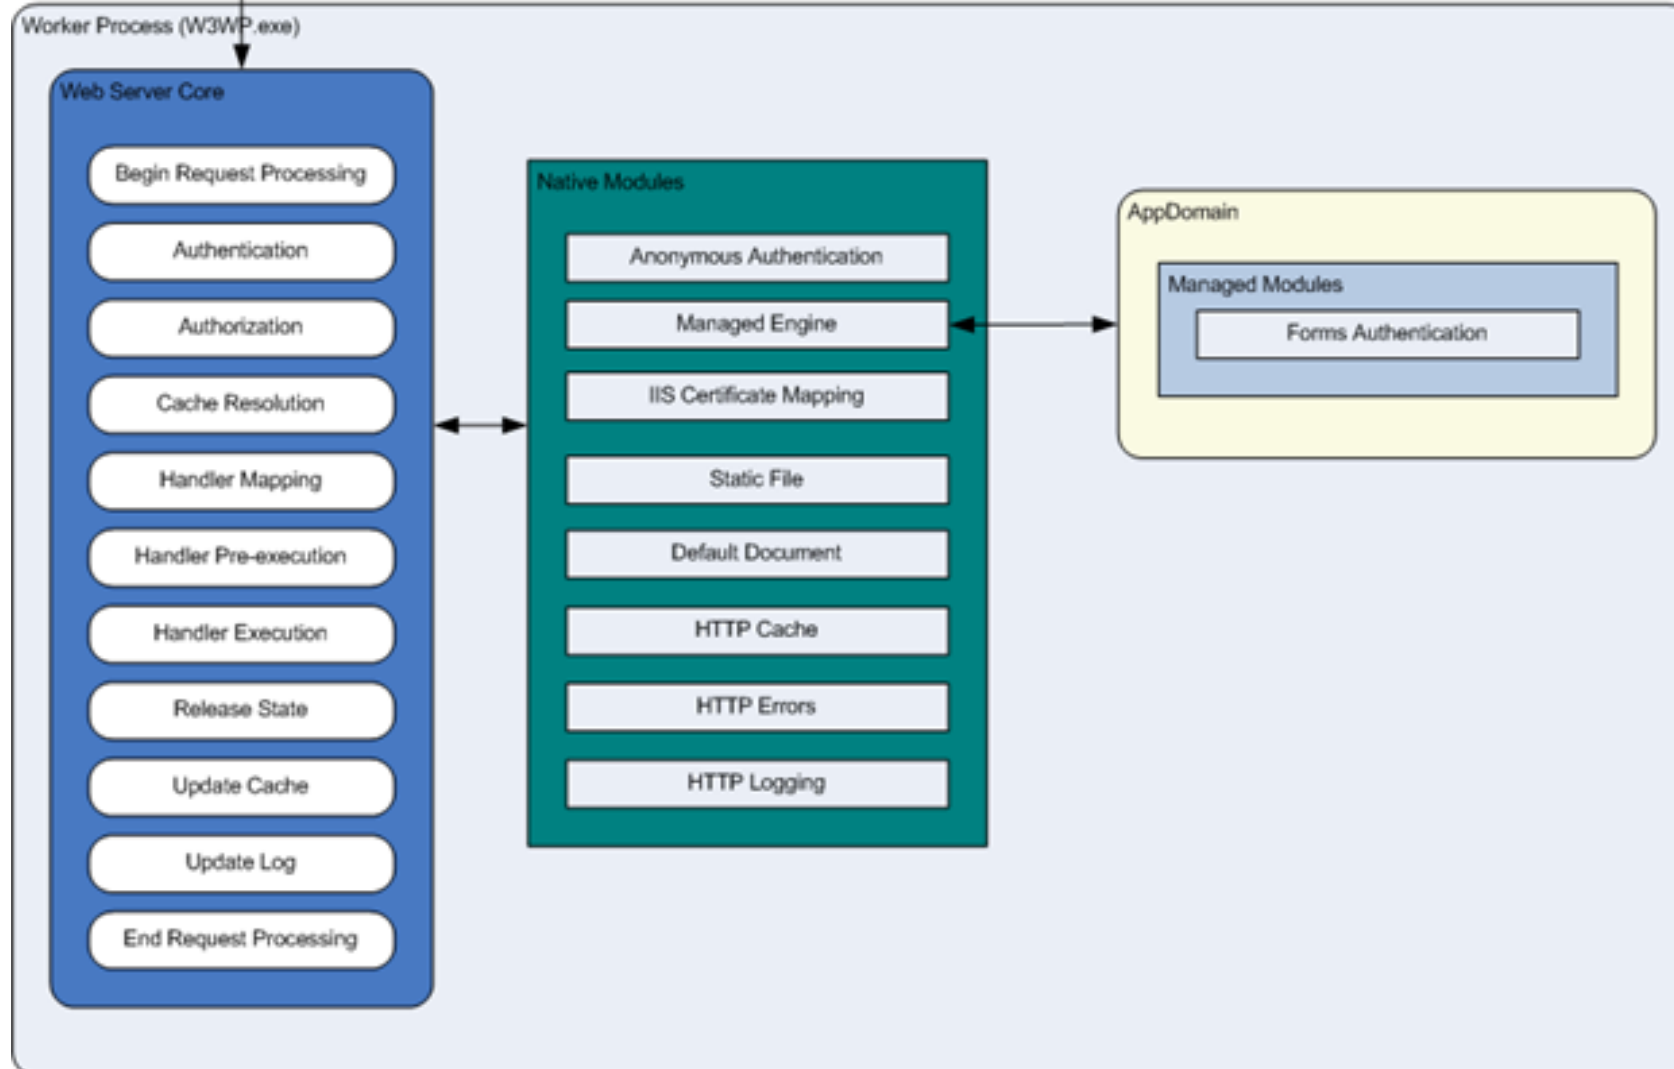 Worker Process (W3WP.exe)
Web Server Core
Begin Request Processing
Authentication
Authorization
Cache Resolution
Handler Mapping
Handler Pre-execution
Handler Execution
Release State
Update Cache
Update Log
End Request Processing
Native Modules
Anonymous Authentication
Managed Engine
IIS Certificate Mapping
Static File
Default Document
HTTP Cache
HTTP Errors
HTTP Logging
AppDomain
Managed Modules
Forms Authentication